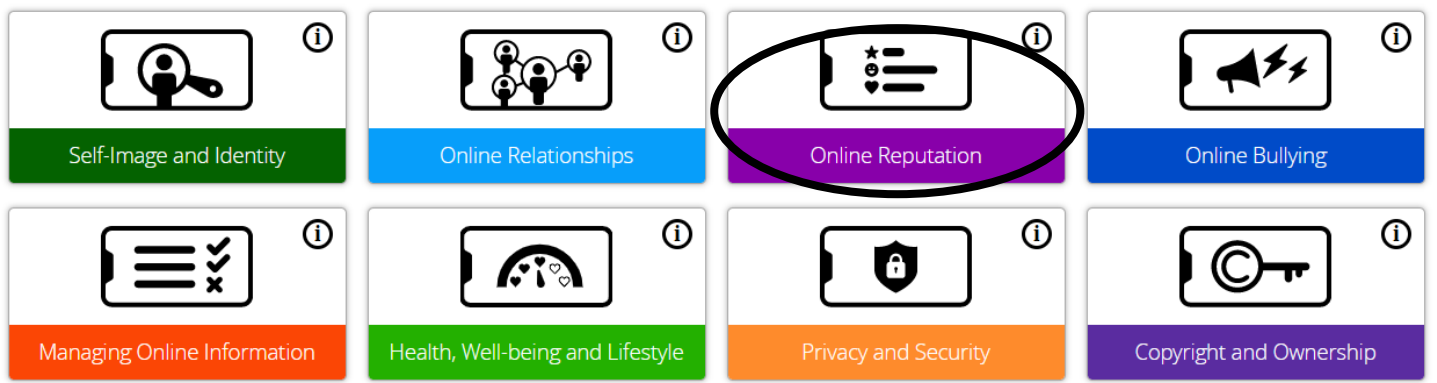 Self-Image and Identity
Online Relationships
Online Reputation
Online Bullying
Managing Online Information
Health, Well-being and Lifestyle
Privacy and Security
Copyright and Ownership